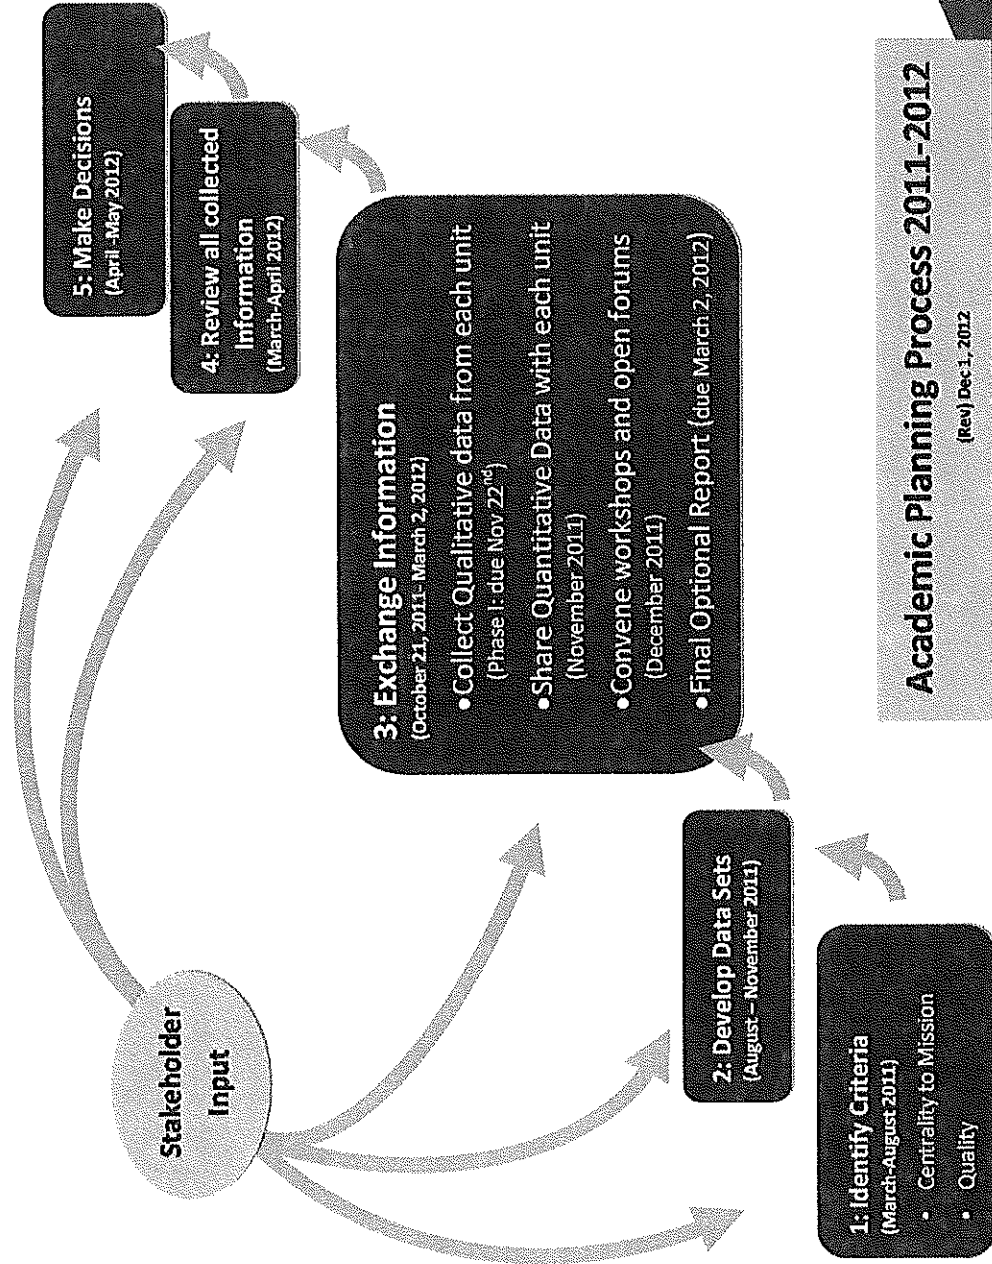 Stakeholder
Input
1: Identify Criteria
(March-August 2011)
• Centrality to Mission
• Quality
2: Develop Data Sets
(August – November 2011)
3: Exchange Information
(October 21, 2011- March 2, 2012)
•Collect Qualitative data from each unit
(Phase I: due Nov 22nd)
•Share Quantitative Data with each unit
(November 2011)
•Convene workshops and open forums
(December 2011)
•Final Optional Report (due March 2, 2012)
4: Review all collected
Information
(March-April 2012)
5: Make Decisions
(April -May 2012)
Academic Planning Process 2011-2012
(Rev) Dec 1, 2012